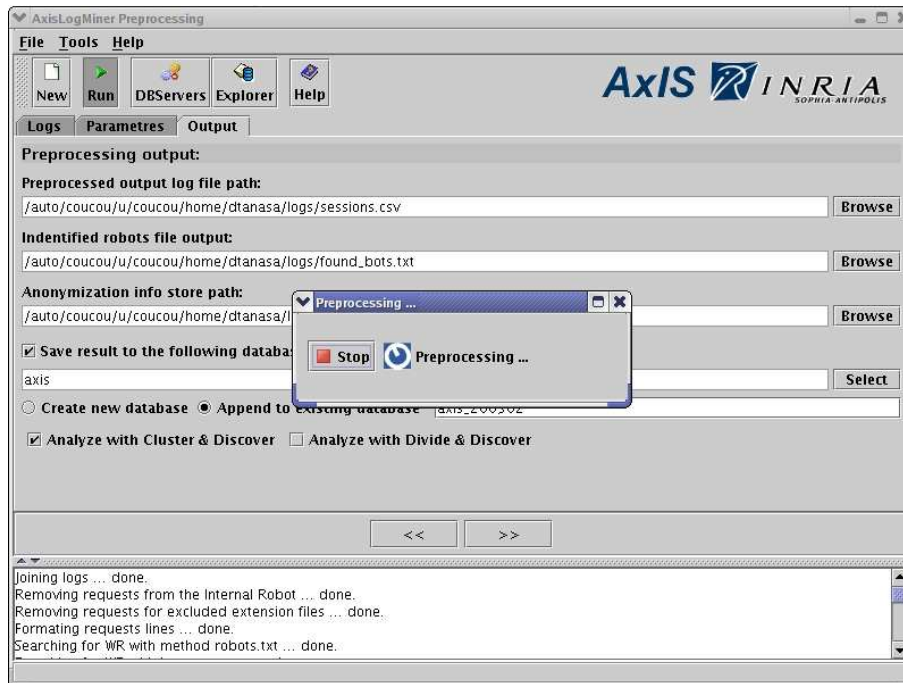 AxisLogMiner Preprocessing
File Tools Help
New Run DBServers Explorer Help
AxIS INRIA
SOPHIA-ANTIPOLIS
Logs Parametres Output
Preprocessing output:
Preprocessed output log file path:
/auto/coucou/u/coucou/home/dtanasa/logs/sessions.csv Browse
Indentified robots file output:
/auto/coucou/u/coucou/home/dtanasa/logs/found_bots.txt Browse
Anonymization info store path:
/auto/coucou/u/coucou/home/dtanasa/l Browse
Preprocessing ...
Stop Preprocessing ...
Save result to the following databa
axis Select
Create new database Append to existing database axis_200302
Analyze with Cluster & Discover Analyze with Divide & Discover
<< >>
Joining logs ... done.
Removing requests from the Internal Robot ... done.
Removing requests for excluded extension files ... done.
Formating requests lines ... done.
Searching for WR with method robots.txt ... done.